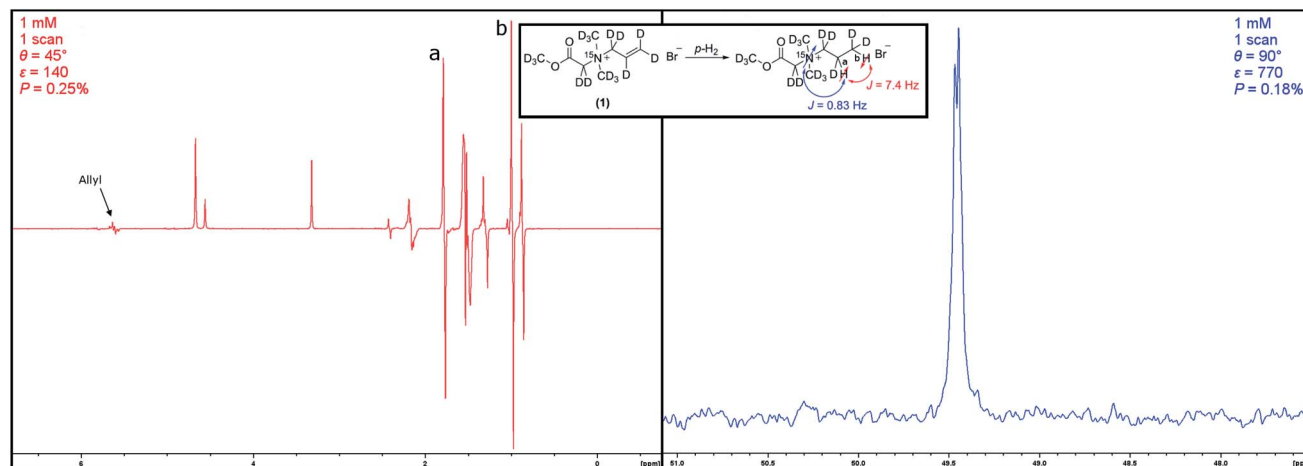 1 mM
1 scan
θ = 45°
ε = 140
P = 0.25%
a
Allyl
6
4
2
0
[ppm]
b
D₃C
D D
D
D
¹⁵N
+
Br⁻
O
D₃C
O
D D
CD₃
D
(1)
p-H₂
D₃C
D D
D
D
a
b
H
Br⁻
¹⁵N
+
O
D₃C
O
D D
CD₃
D
H
J = 7.4 Hz
J = 0.83 Hz
1 mM
1 scan
θ = 90°
ε = 770
P = 0.18%
51.0
50.5
50.0
49.5
49.0
48.5
48.0